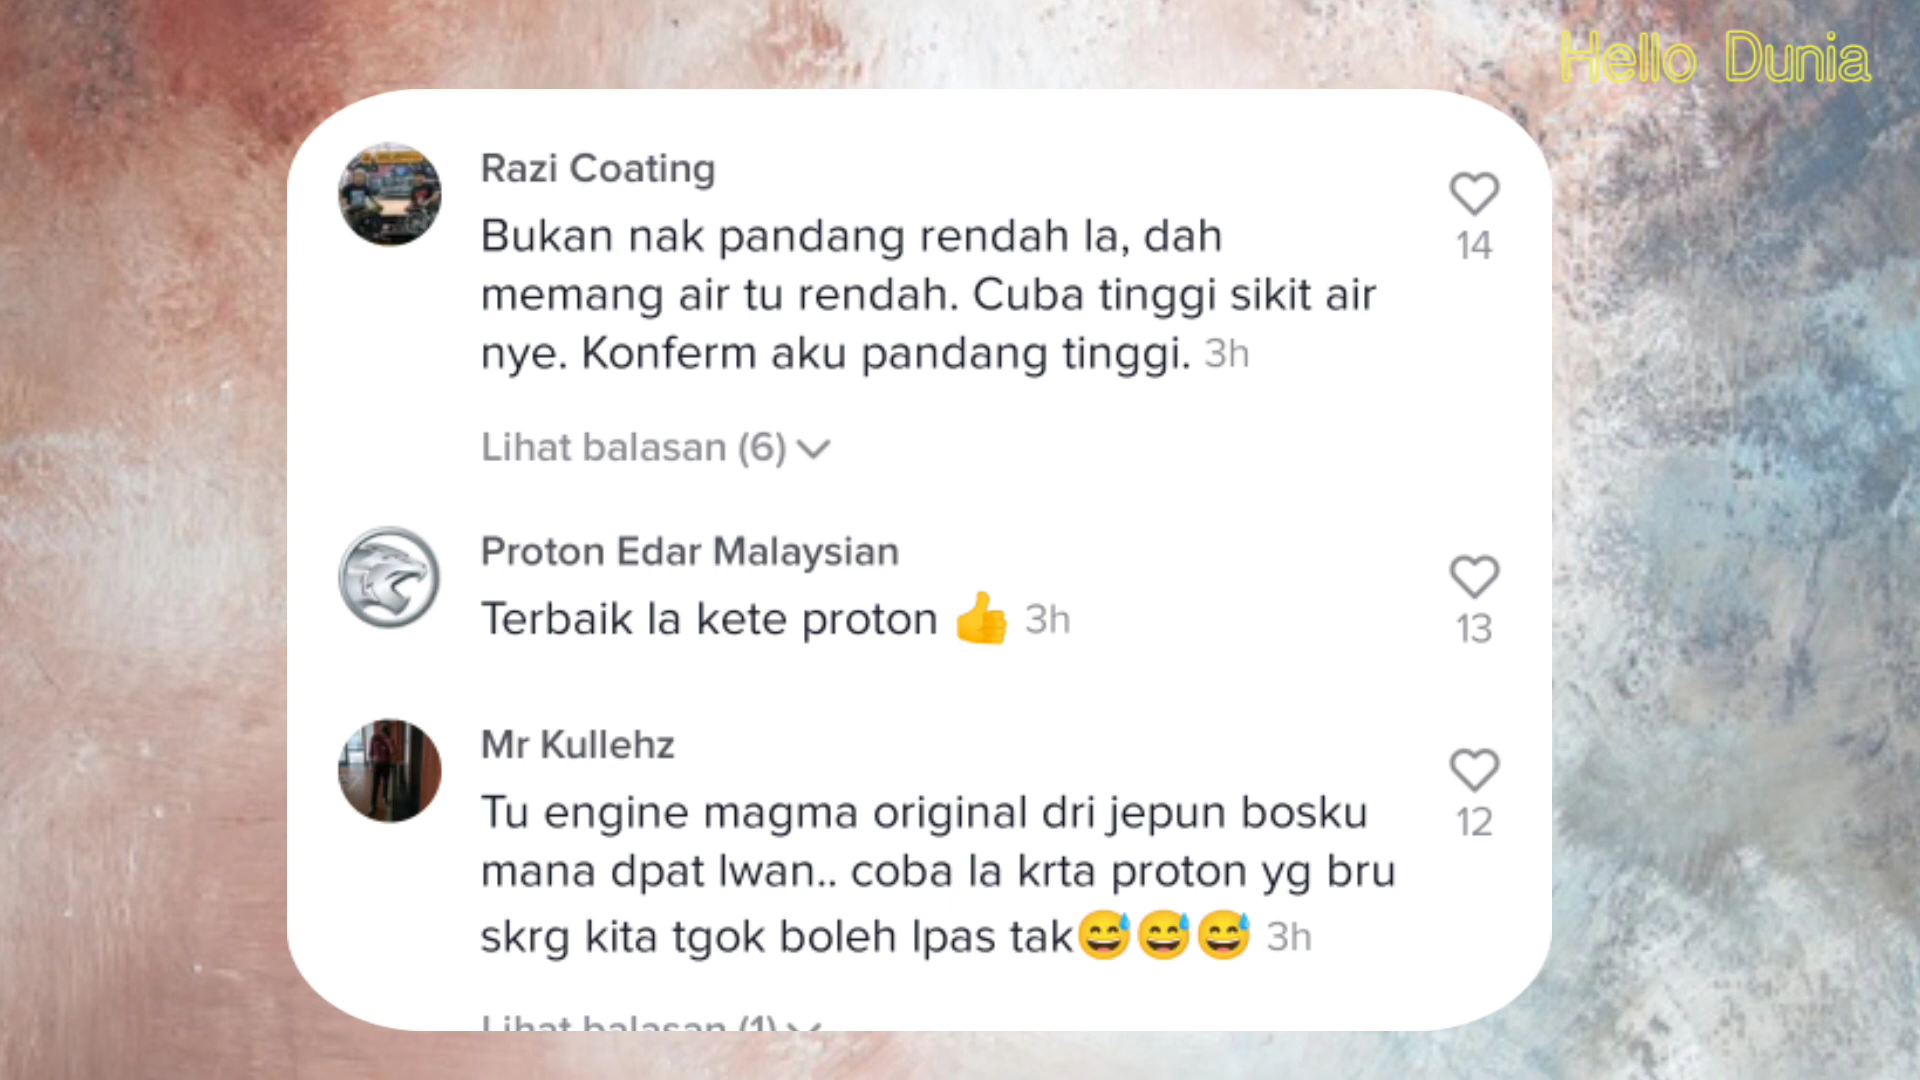 Hello Dunia
Razi Coating
Bukan nak pandang rendah la, dah
memang air tu rendah. Cuba tinggi sikit air
nye. Konferm aku pandang tinggi. 3h
14
Lihat balasan (6)
Proton Edar Malaysian
Terbaik la kete proton 👍 3h
13
Mr Kullehz
Tu engine magma original dri jepun bosku
mana dpat lwan.. coba la krta proton yg bru
skrg kita tgok boleh lpas tak😅😅😅 3h
12
Lihat balasan (1)